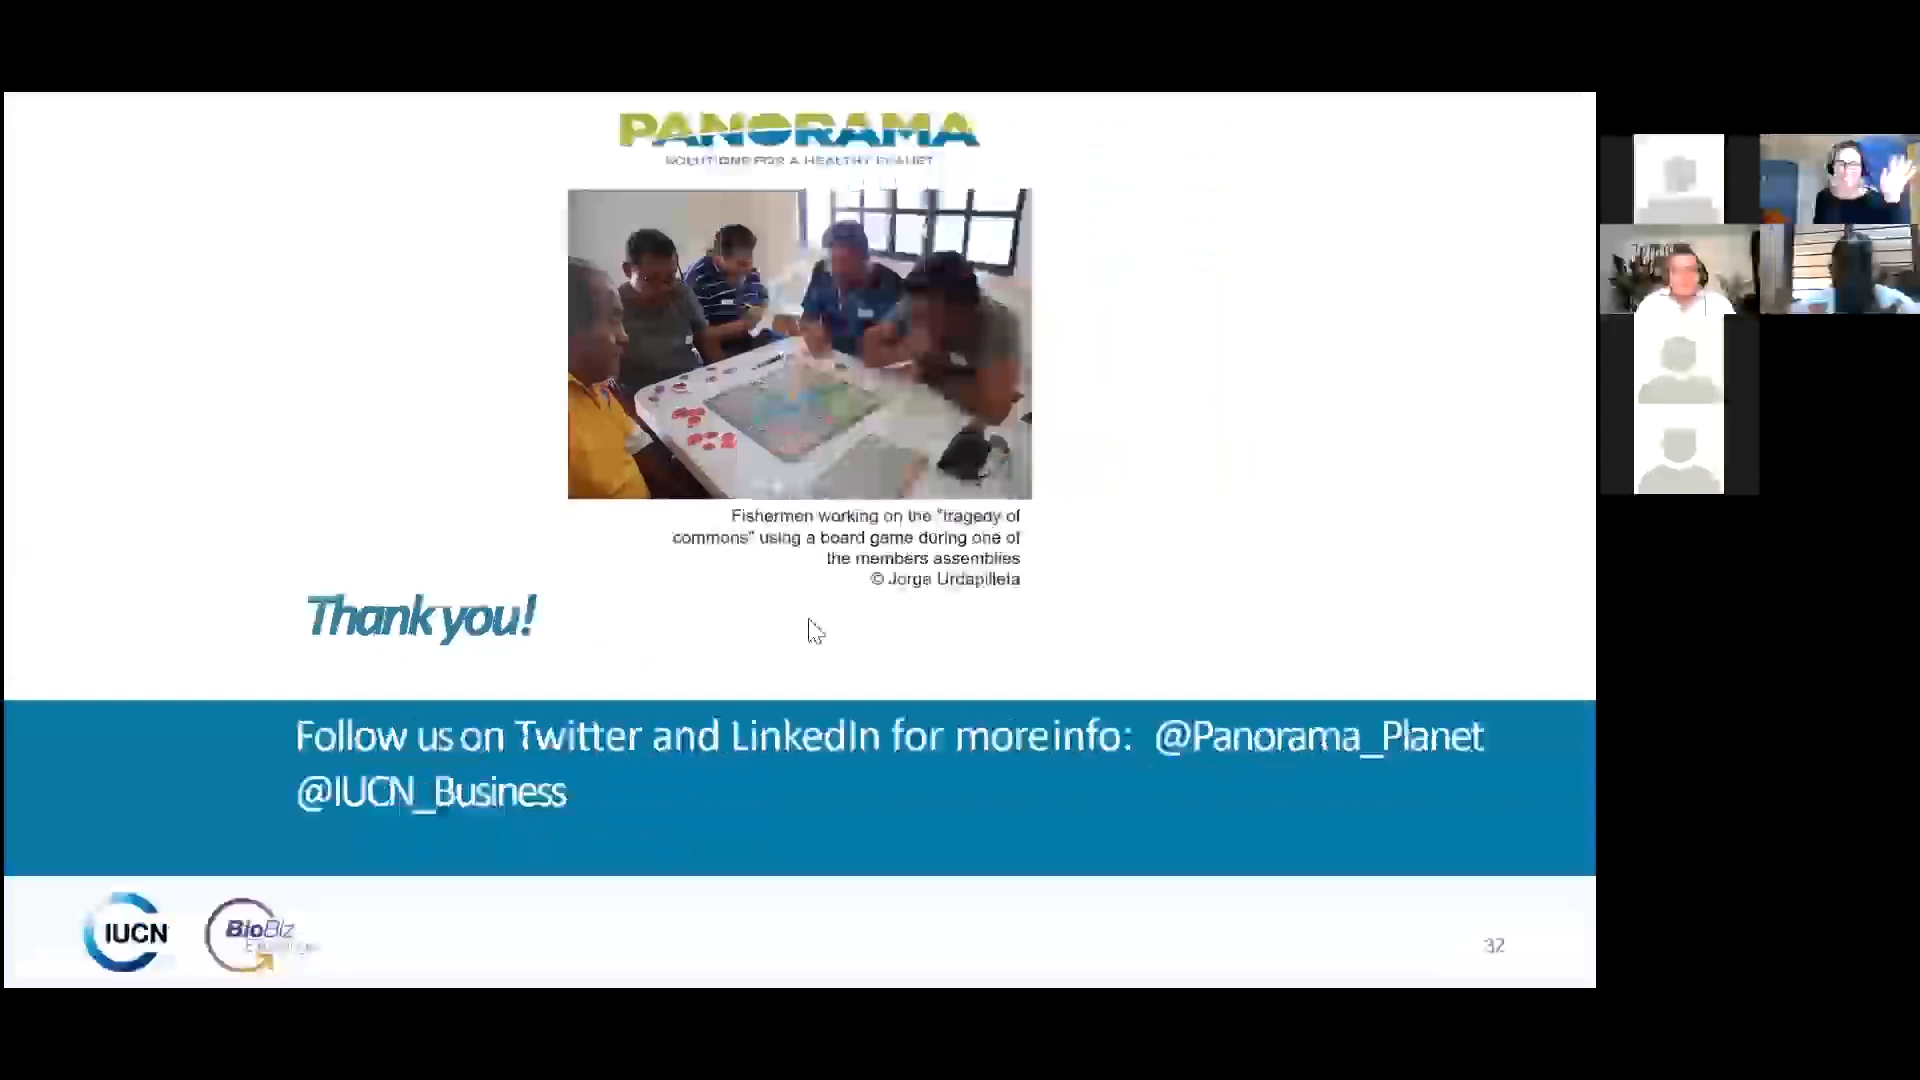 PANORAMA
SOLUTIONS FOR A HEALTHY PLANET
Fishermen working on the "tragedy of
commons" using a board game during one of
the members assemblies
© Jorge Urdapilleta
Thank you!
Follow us on Twitter and LinkedIn for more info: @Panorama_Planet
@IUCN_Business
IUCN
BioBiz
32